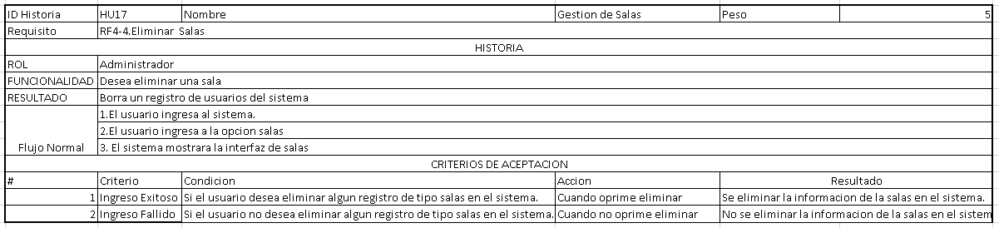 ID Historia HU17 Nombre Gestion de Salas Peso 5
Requisito RF4-4.Eliminar Salas
HISTORIA
ROL Administrador
FUNCIONALIDAD Desea eliminar una sala
RESULTADO Borra un registro de usuarios del sistema
1.El usuario ingresa al sistema.
2.El usuario ingresa a la opcion salas
Flujo Normal 3. El sistema mostrara la interfaz de salas
CRITERIOS DE ACEPTACION
# Criterio Condicion Accion Resultado
1 Ingreso Exitoso Si el usuario desea eliminar algun registro de tipo salas en el sistema. Cuando oprime eliminar Se eliminar la informacion de la salas en el sistema.
2 Ingreso Fallido Si el usuario no desea eliminar algun registro de tipo salas en el sistema. Cuando no oprime eliminar No se eliminar la informacion de la salas en el sistem